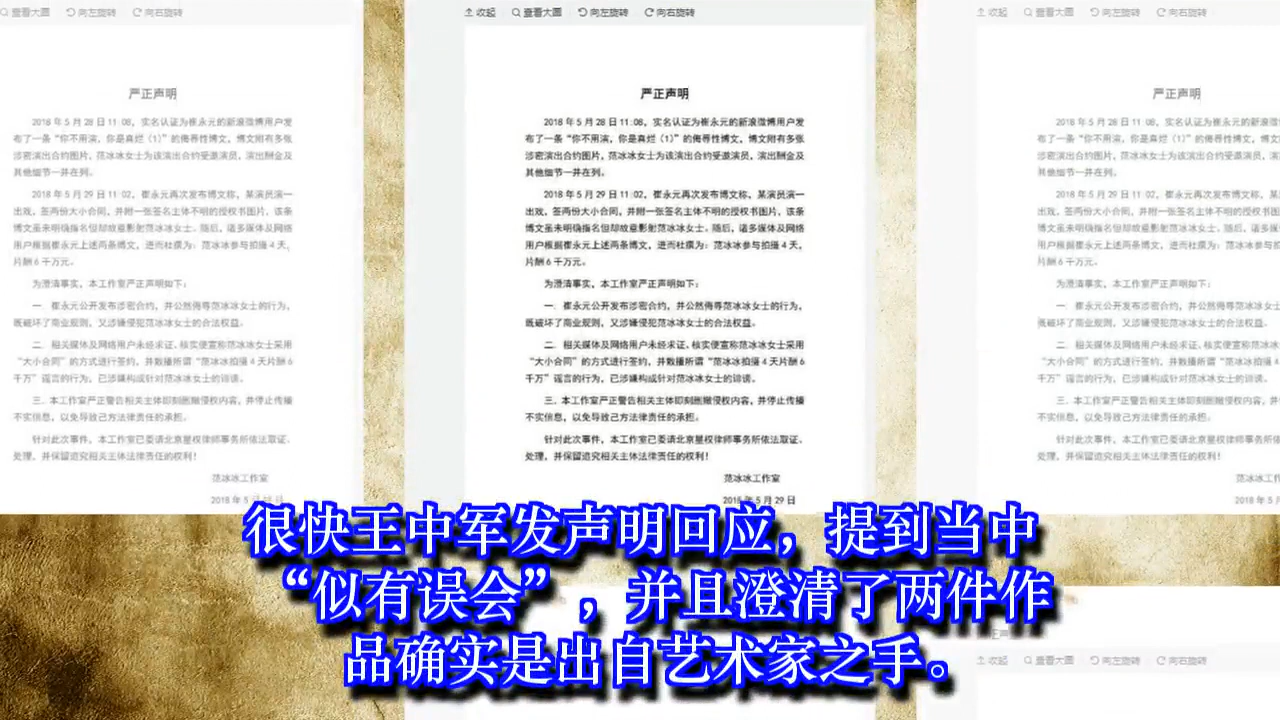 收起 查看大图 向左旋转 向右旋转
严正声明
2018年5月28日11:08，实名认证为崔永元的新浪微博用户发
布了一条“你不用演，你是真烂（1）”的侮辱性博文，博文附有多张
涉密演出合约图片，范冰冰女士为该演出合约受邀演员，演出酬金及
其他细节一并在列。
2018年5月29日11:02，崔永元再次发布博文称，某演员演一
出戏，签两份大小合同，并附一张签名主体不明的授权书图片，该条
博文虽未明确指名但却故意影射范冰冰女士。随后，诸多媒体及网络
用户根据崔永元上述两条博文，进而杜撰为：范冰冰参与拍摄4天，
片酬6千万元。
为澄清事实，本工作室严正声明如下：
一、崔永元公开发布涉密合约，并公然侮辱范冰冰女士的行为，
既破坏了商业规则，又涉嫌侵犯范冰冰女士的合法权益。
二、相关媒体及网络用户未经求证、核实便宣称范冰冰女士采用
“大小合同”的方式进行签约，并散播所谓“范冰冰拍摄4天片酬6
千万”谣言的行为，已涉嫌构成针对范冰冰女士的诽谤。
三、本工作室严正警告相关主体即刻删除侵权内容，并停止传播
不实信息，以免导致己方法律责任的承担。
针对此次事件，本工作室已委请北京星权律师事务所依法取证、
处理，并保留追究相关主体法律责任的权利！
范冰冰工作室
2018年5月29日
很快王中军发声明回应，提到当中
“似有误会”，并且澄清了两件作
品确实是出自艺术家之手。